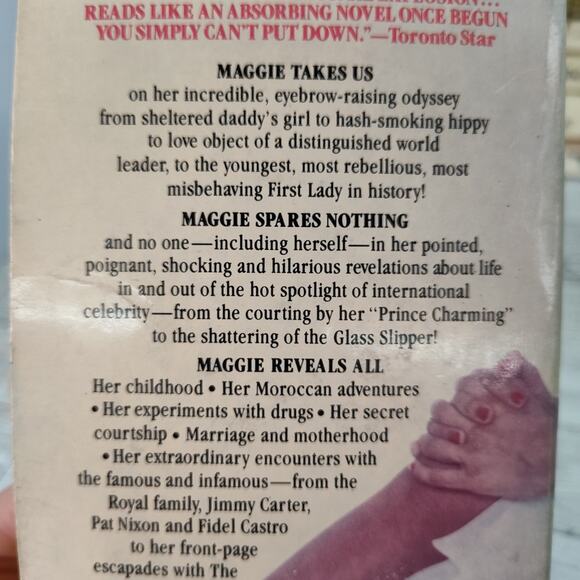 READS LIKE AN ABSORBING NOVEL ONCE BEGUN
YOU SIMPLY CAN'T PUT DOWN."—Toronto Star
MAGGIE TAKES US
on her incredible, eyebrow-raising odyssey
from sheltered daddy's girl to hash-smoking hippy
to love object of a distinguished world
leader, to the youngest, most rebellious, most
misbehaving First Lady in history!
MAGGIE SPARES NOTHING
and no one—including herself—in her pointed,
poignant, shocking and hilarious revelations about life
in and out of the hot spotlight of international
celebrity—from the courting by her "Prince Charming"
to the shattering of the Glass Slipper!
MAGGIE REVEALS ALL
Her childhood • Her Moroccan adventures
• Her experiments with drugs • Her secret
courtship • Marriage and motherhood
• Her extraordinary encounters with
the famous and infamous—from the
Royal family, Jimmy Carter,
Pat Nixon and Fidel Castro
to her front-page
escapades with The